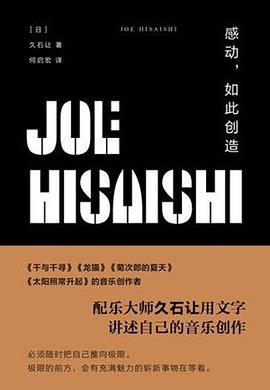 ［日］
久石让 著
何启宏 译
JOE HISAISHI
感动，如此创造
JOE
HISAISHI
《千与千寻》《龙猫》《菊次郎的夏天》
《太阳照常升起》的音乐创作者
配乐大师久石让用文字
讲述自己的音乐创作
必须随时把自己推向极限。
极限的前方，会有充满魅力的崭新事物在等着。